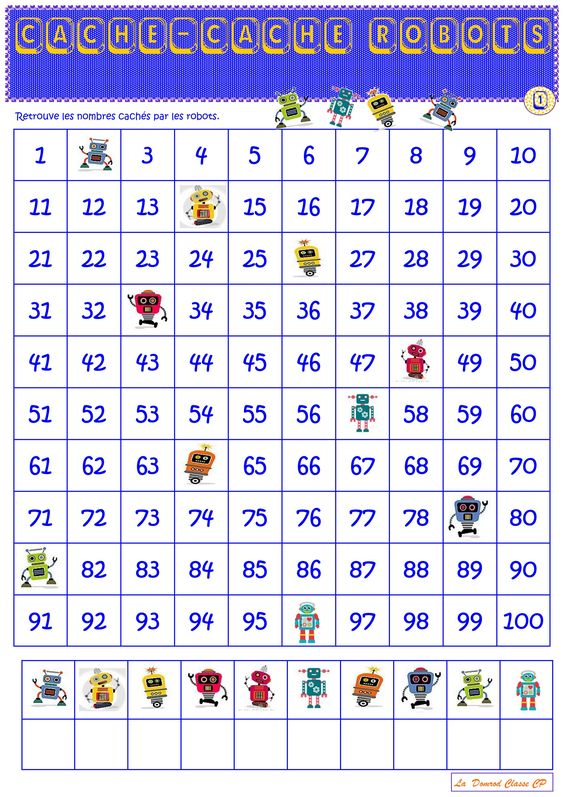 CACHE-CACHE ROBOTS
1
Retrouve les nombres cachés par les robots.
1 3 4 5 6 7 8 9 10
11 12 13 15 16 17 18 19 20
21 22 23 24 25 27 28 29 30
31 32 34 35 36 37 38 39 40
41 42 43 44 45 46 47 49 50
51 52 53 54 55 56 58 59 60
61 62 63 65 66 67 68 69 70
71 72 73 74 75 76 77 78 80
82 83 84 85 86 87 88 89 90
91 92 93 94 95 97 98 99 100
La Domrod Classe CP